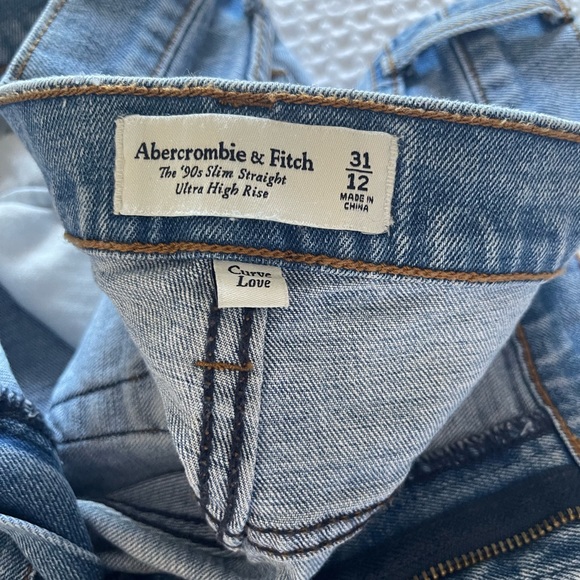 Abercrombie & Fitch
The '90s Slim Straight
Ultra High Rise
31
12
MADE IN
CHINA
Curve
Love